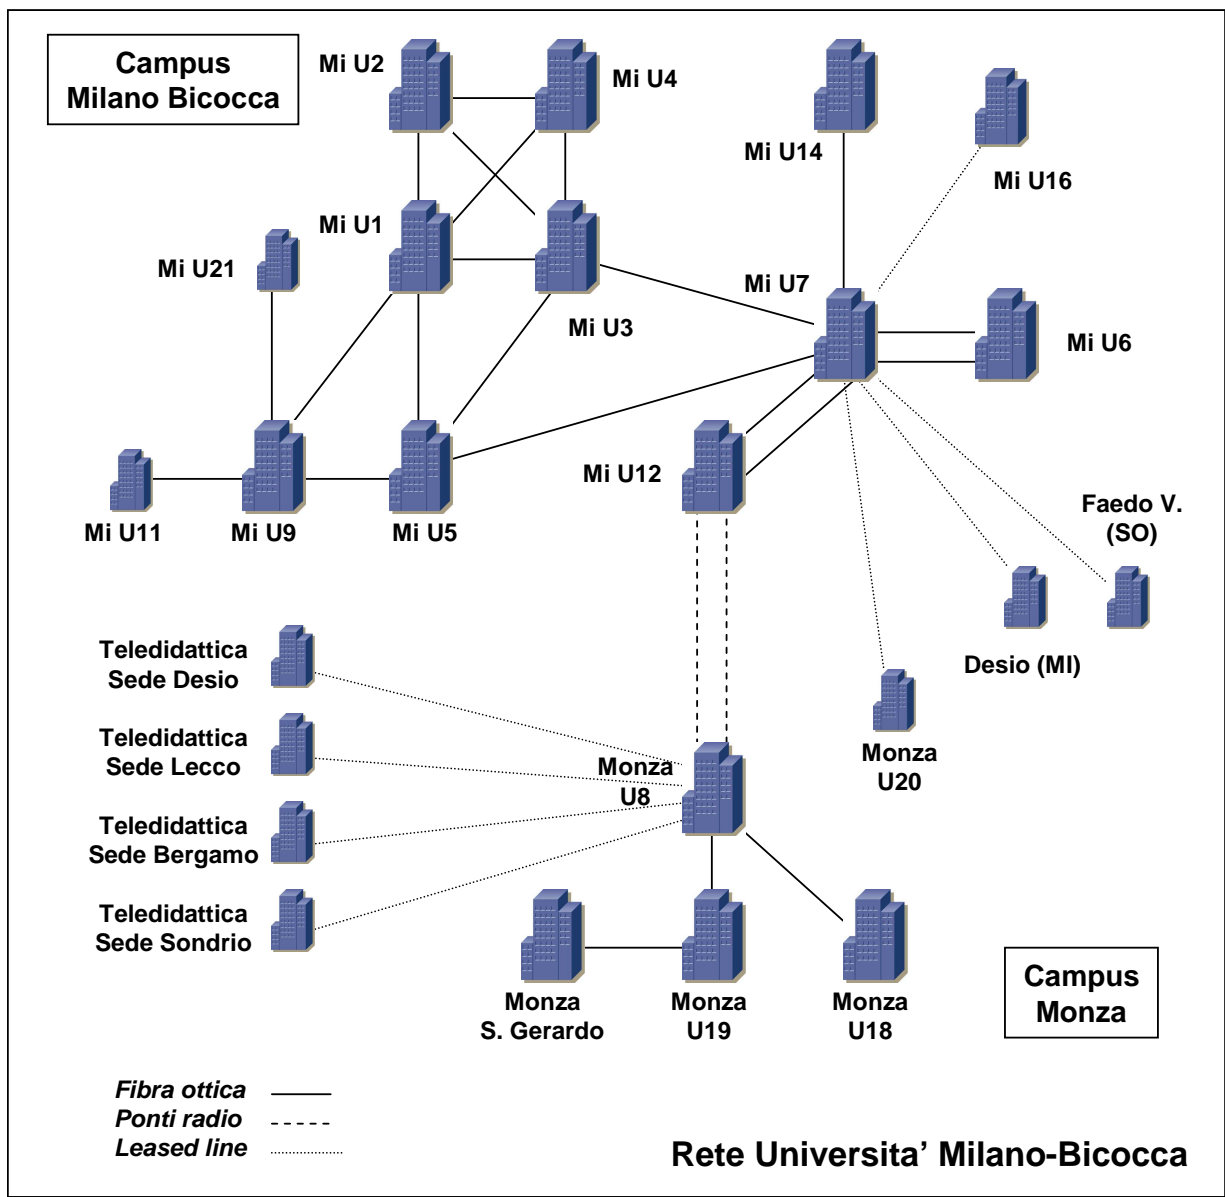 Campus
Milano Bicocca
Mi U2
Mi U4
Mi U14
Mi U16
Mi U1
Mi U21
Mi U3
Mi U7
Mi U6
Mi U12
Mi U11
Mi U9
Mi U5
Faedo V.
(SO)
Desio (MI)
Teledidattica
Sede Desio
Teledidattica
Sede Lecco
Teledidattica
Sede Bergamo
Teledidattica
Sede Sondrio
Monza
U8
Monza
U20
Monza
S. Gerardo
Monza
U19
Monza
U18
Campus
Monza
Fibra ottica
Ponti radio
Leased line
Rete Universita' Milano-Bicocca